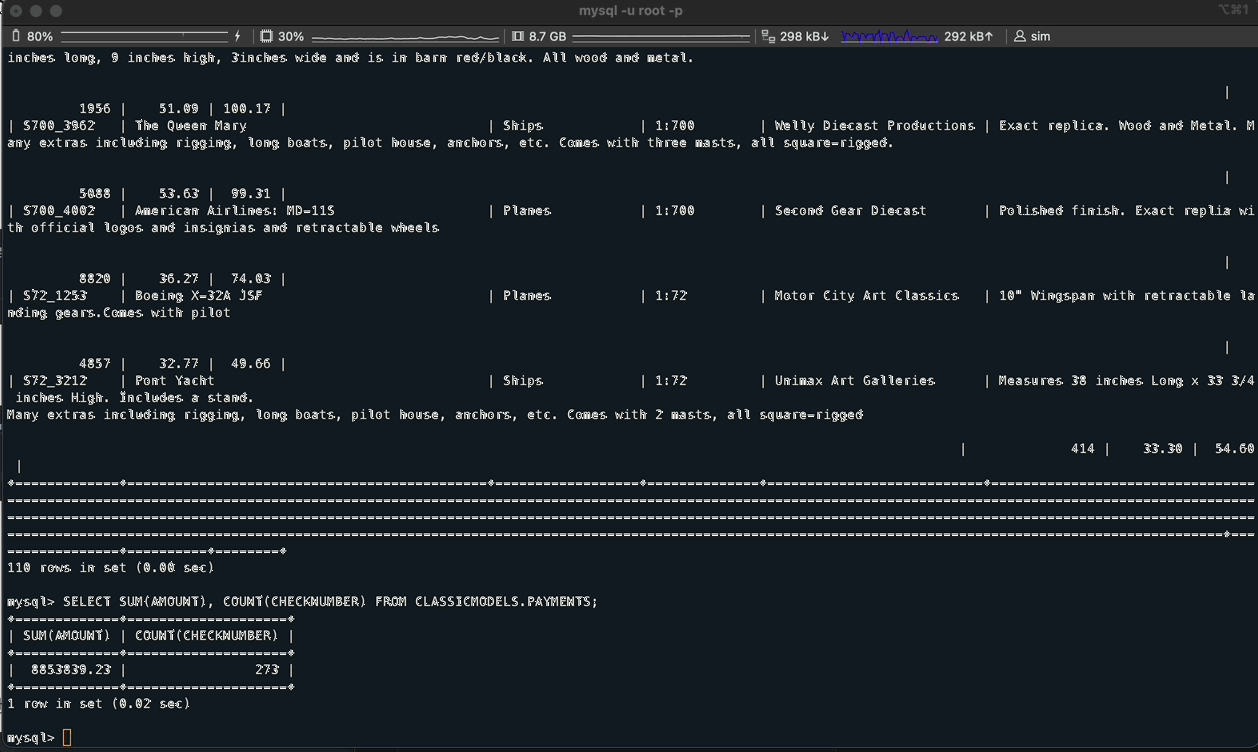 mysql -u root -p
⌥⌘1
80% 30% 8.7 GB 298 kB↓ 292 kB↑ sim
inches long, 9 inches high, 3inches wide and is in barn red/black. All wood and metal.
|
1956 | 51.09 | 100.17 |
| S700_3962 | The Queen Mary | Ships | 1:700 | Welly Diecast Productions | Exact replica. Wood and Metal. M
any extras including rigging, long boats, pilot house, anchors, etc. Comes with three masts, all square-rigged.
|
5088 | 53.63 | 99.31 |
| S700_4002 | American Airlines: MD-11S | Planes | 1:700 | Second Gear Diecast | Polished finish. Exact replia wi
th official logos and insignias and retractable wheels
|
8820 | 36.27 | 74.03 |
| S72_1253 | Boeing X-32A JSF | Planes | 1:72 | Motor City Art Classics | 10" Wingspan with retractable la
nding gears.Comes with pilot
|
4857 | 32.77 | 49.66 |
| S72_3212 | Pont Yacht | Ships | 1:72 | Unimax Art Galleries | Measures 38 inches Long x 33 3/4
inches High. Includes a stand.
Many extras including rigging, long boats, pilot house, anchors, etc. Comes with 2 masts, all square-rigged
| 414 | 33.30 | 54.60
|
110 rows in set (0.00 sec)
mysql> SELECT SUM(AMOUNT), COUNT(CHECKNUMBER) FROM CLASSICMODELS.PAYMENTS;
+-------------+--------------------+
| SUM(AMOUNT) | COUNT(CHECKNUMBER) |
+-------------+--------------------+
| 8853839.23 | 273 |
+-------------+--------------------+
1 row in set (0.02 sec)
mysql>